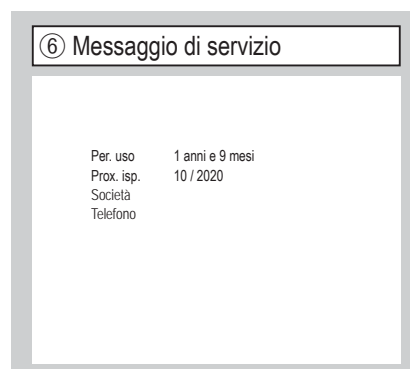 ⑥ Messaggio di servizio
Per. uso 1 anni e 9 mesi
Prox. isp. 10 / 2020
Società
Telefono